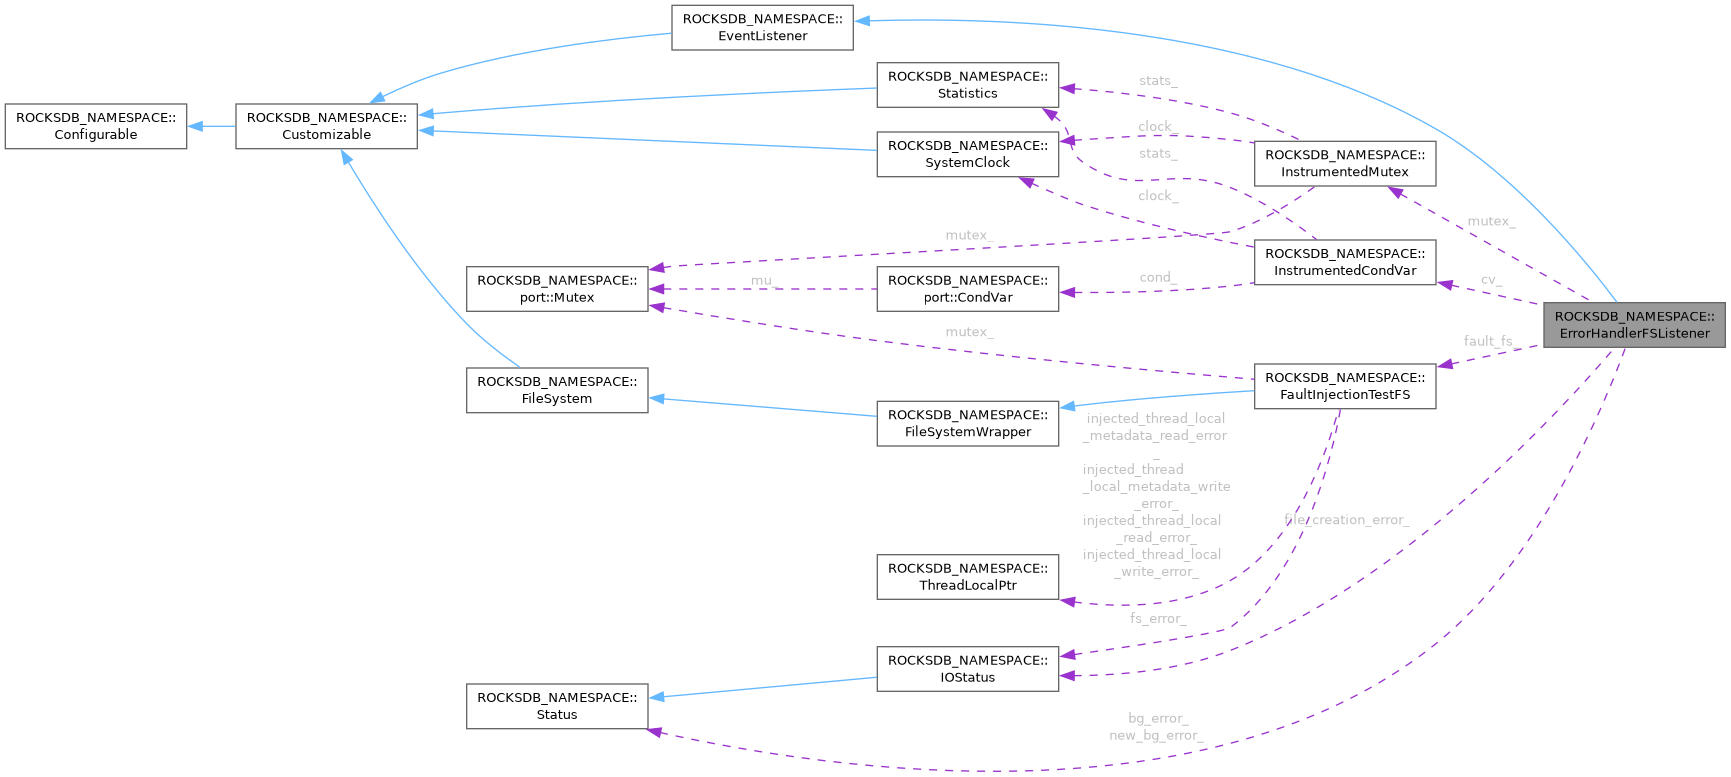 ROCKSDB_NAMESPACE::
EventListener
ROCKSDB_NAMESPACE::
Statistics
stats_
ROCKSDB_NAMESPACE::
Configurable
ROCKSDB_NAMESPACE::
Customizable
clock_
ROCKSDB_NAMESPACE::
SystemClock
stats_
ROCKSDB_NAMESPACE::
InstrumentedMutex
clock_
mutex_
mutex_
ROCKSDB_NAMESPACE::
InstrumentedCondVar
ROCKSDB_NAMESPACE::
port::Mutex
mu_
ROCKSDB_NAMESPACE::
port::CondVar
cond_
cv_
ROCKSDB_NAMESPACE::
ErrorHandlerFSListener
mutex_
fault_fs_
ROCKSDB_NAMESPACE::
FileSystem
ROCKSDB_NAMESPACE::
FaultInjectionTestFS
ROCKSDB_NAMESPACE::
FileSystemWrapper
injected_thread_local
_metadata_read_error
_
injected_thread
_local_metadata_write
_error_
injected_thread_local
_read_error_
injected_thread_local
_write_error_
file_creation_error_
ROCKSDB_NAMESPACE::
ThreadLocalPtr
fs_error_
ROCKSDB_NAMESPACE::
IOStatus
ROCKSDB_NAMESPACE::
Status
bg_error_
new_bg_error_